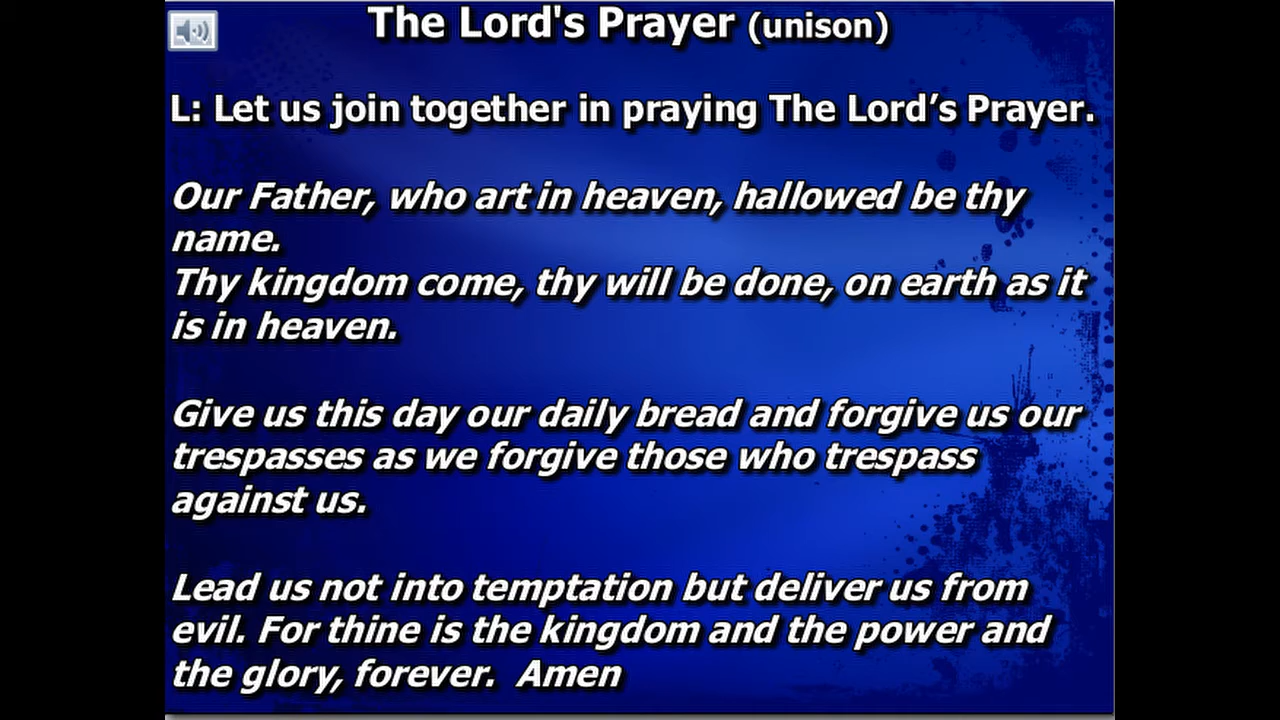 The Lord's Prayer (unison)
L: Let us join together in praying The Lord’s Prayer.
Our Father, who art in heaven, hallowed be thy
name.
Thy kingdom come, thy will be done, on earth as it
is in heaven.
Give us this day our daily bread and forgive us our
trespasses as we forgive those who trespass
against us.
Lead us not into temptation but deliver us from
evil. For thine is the kingdom and the power and
the glory, forever.  Amen